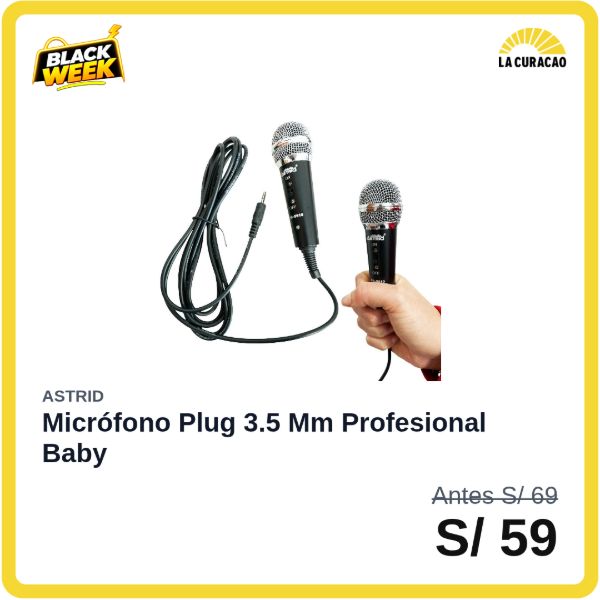 BLACK
WEEK
LA CURACAO
ASTRID
Micrófono Plug 3.5 Mm Profesional
Baby
Antes S/ 69
S/ 59